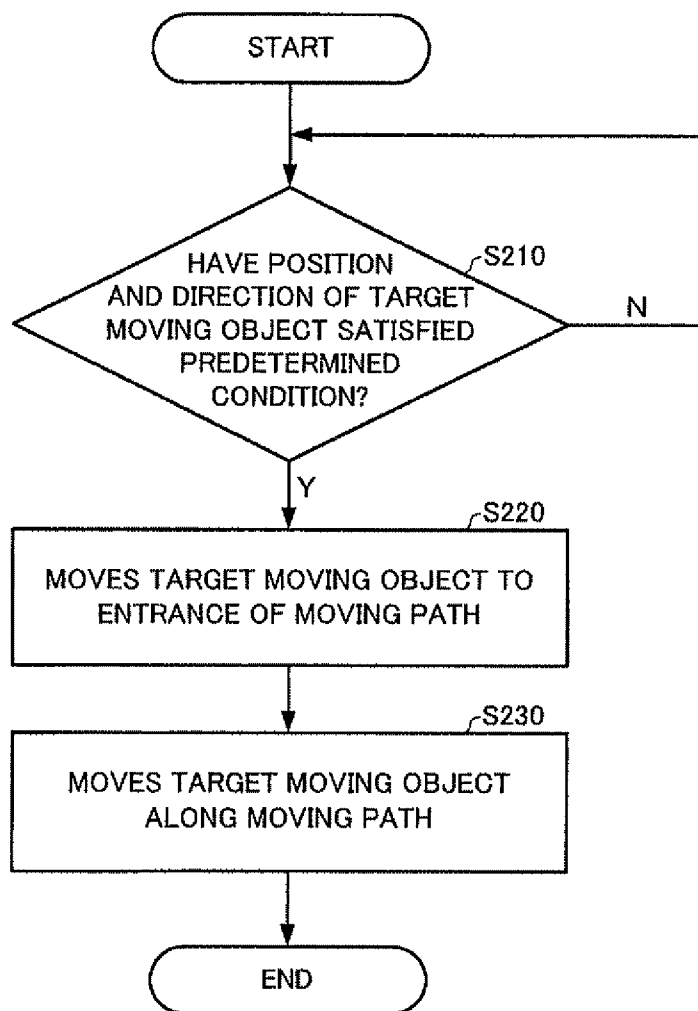 START
HAVE POSITION
AND DIRECTION OF TARGET
MOVING OBJECT SATISFIED
PREDETERMINED
CONDITION?
S210
N
Y
S220
MOVES TARGET MOVING OBJECT TO
ENTRANCE OF MOVING PATH
S230
MOVES TARGET MOVING OBJECT
ALONG MOVING PATH
END